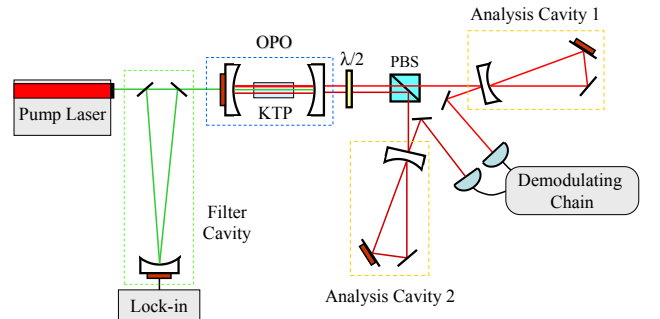 Analysis Cavity 1
OPO
λ/2
PBS
Pump Laser
KTP
Demodulating
Chain
Filter
Cavity
Analysis Cavity 2
Lock-in